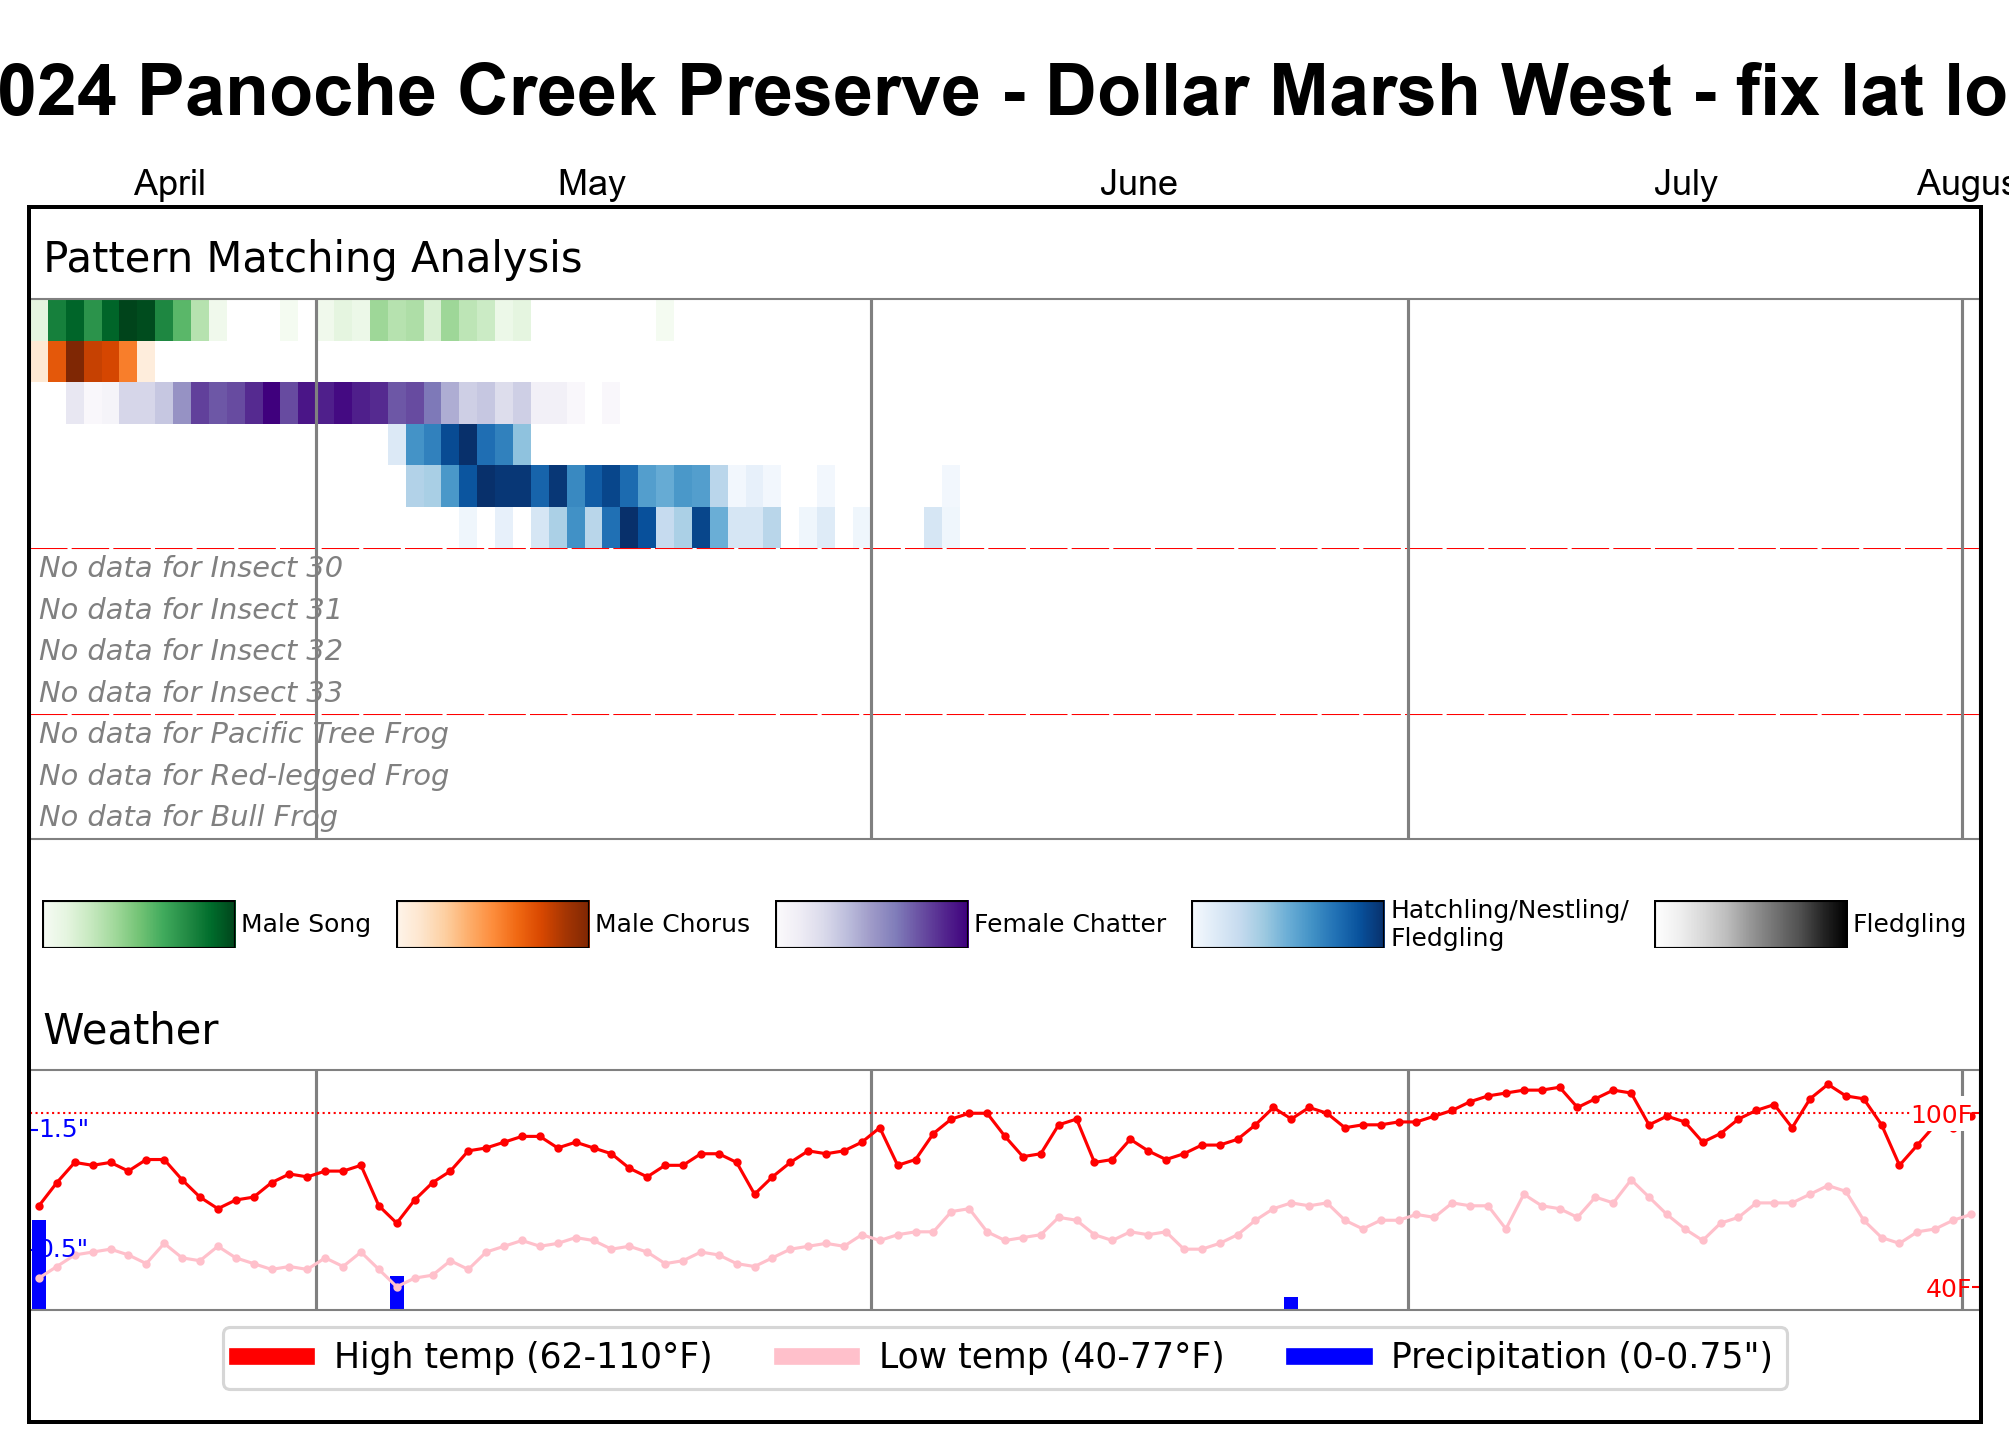 024 Panoche Creek Preserve - Dollar Marsh West - fix lat lo
April May June July Augus
Pattern Matching Analysis
No data for Insect 30
No data for Insect 31
No data for Insect 32
No data for Insect 33
No data for Pacific Tree Frog
No data for Red-legged Frog
No data for Bull Frog
Male Song
Male Chorus
Female Chatter
Hatchling/Nestling/
Fledgling
Fledgling
Weather
1.5"
100F
0.5"
40F
High temp (62-110°F) Low temp (40-77°F) Precipitation (0-0.75")